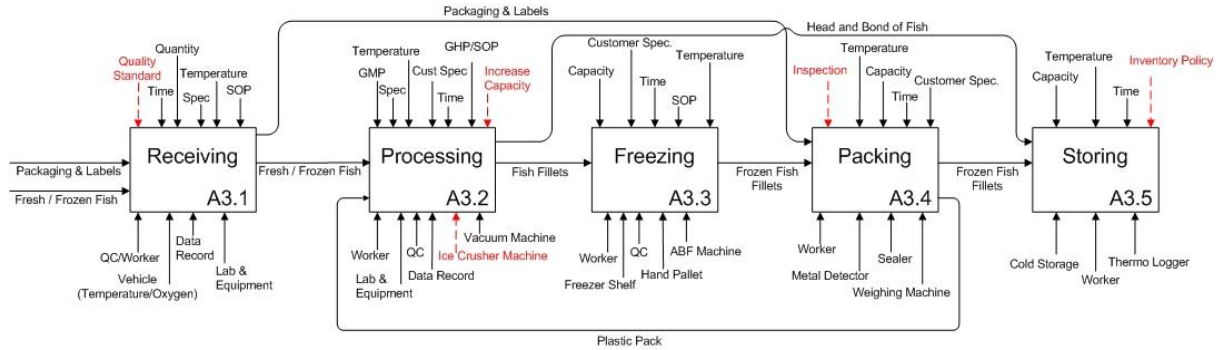 Packaging & Labels
Head and Bond of Fish
Quality
Standard
Quantity
Time
Spec
Temperature
SOP
Receiving
A3.1
Packaging & Labels
Fresh / Frozen Fish
QC/Worker
Vehicle
(Temperature/Oxygen)
Data
Record
Lab &
Equipment
Fresh / Frozen Fish
GMP
Temperature
Spec
Cust Spec
Time
GHP/SOP
Increase
Capacity
Processing
A3.2
Worker
Lab &
Equipment
QC
Data Record
Ice Crusher Machine
Vacuum Machine
Fish Fillets
Capacity
Customer Spec.
Time
SOP
Temperature
Freezing
A3.3
Worker
Freezer Shelf
QC
Hand Pallet
ABF Machine
Frozen Fish
Fillets
Inspection
Temperature
Capacity
Time
Customer Spec.
Packing
A3.4
Worker
Metal Detector
Sealer
Weighing Machine
Frozen Fish
Fillets
Capacity
Temperature
Time
Inventory Policy
Storing
A3.5
Cold Storage
Worker
Thermo Logger
Plastic Pack